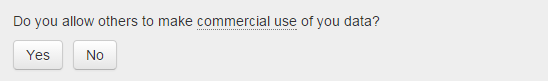 Do you allow others to make commercial use of you data?
Yes No